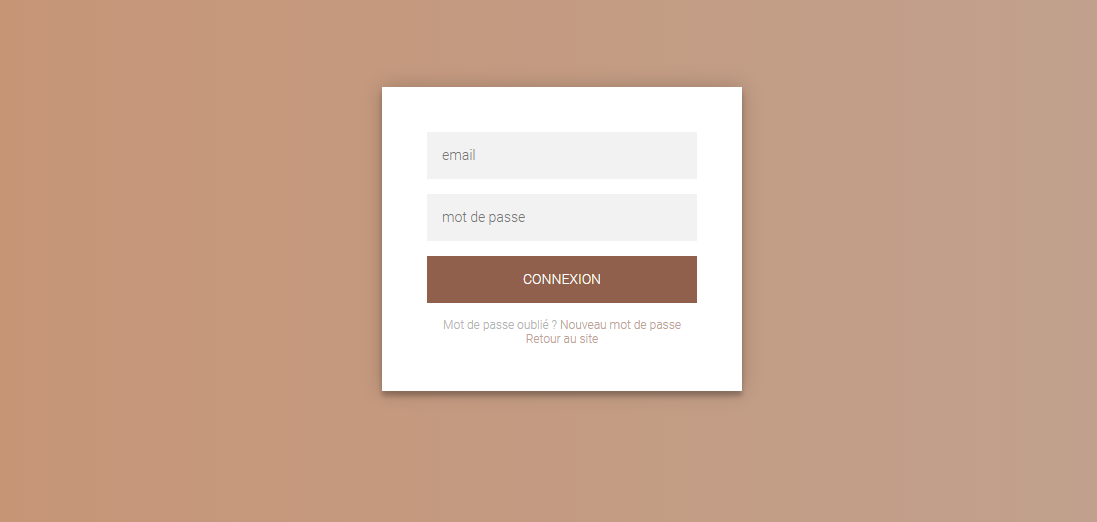 email
mot de passe
CONNEXION
Mot de passe oublié ? Nouveau mot de passe
Retour au site